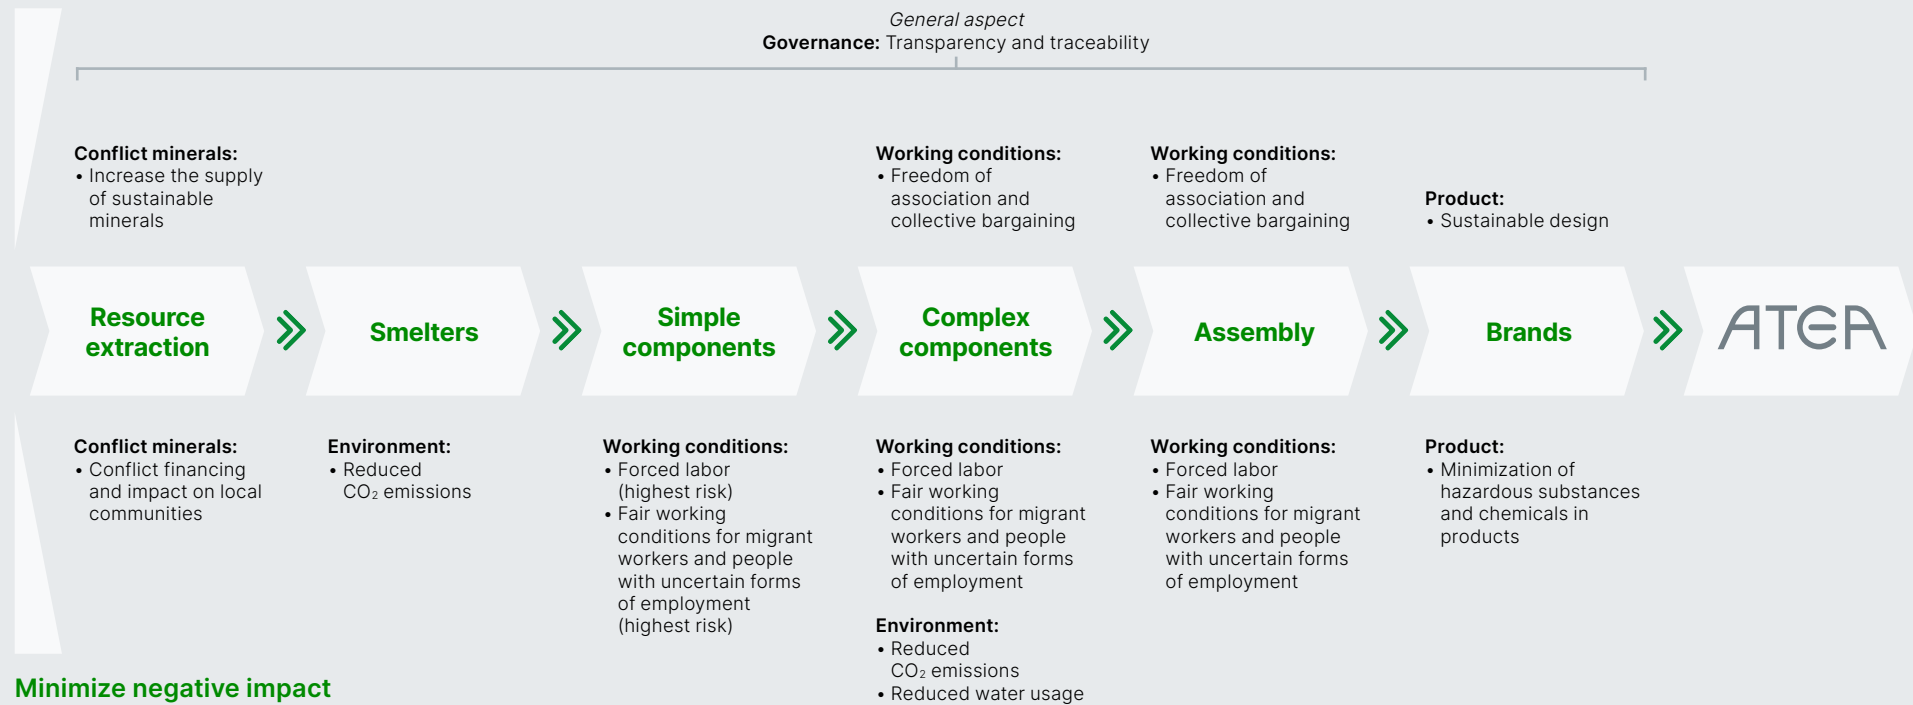 General aspect
Governance: Transparency and traceability
Conflict minerals:
• Increase the supply
of sustainable
minerals
Working conditions:
• Freedom of
association and
collective bargaining
Working conditions:
• Freedom of
association and
collective bargaining
Product:
• Sustainable design
Resource
extraction
Smelters
Simple
components
Complex
components
Assembly
Brands
ATEA
Conflict minerals:
• Conflict financing
and impact on local
communities
Environment:
• Reduced
CO₂ emissions
Working conditions:
• Forced labor
(highest risk)
• Fair working
conditions for migrant
workers and people
with uncertain forms
of employment
(highest risk)
Working conditions:
• Forced labor
• Fair working
conditions for migrant
workers and people
with uncertain forms
of employment
Environment:
• Reduced
CO₂ emissions
• Reduced water usage
Working conditions:
• Forced labor
• Fair working
conditions for migrant
workers and people
with uncertain forms
of employment
Product:
• Minimization of
hazardous substances
and chemicals in
products
Minimize negative impact